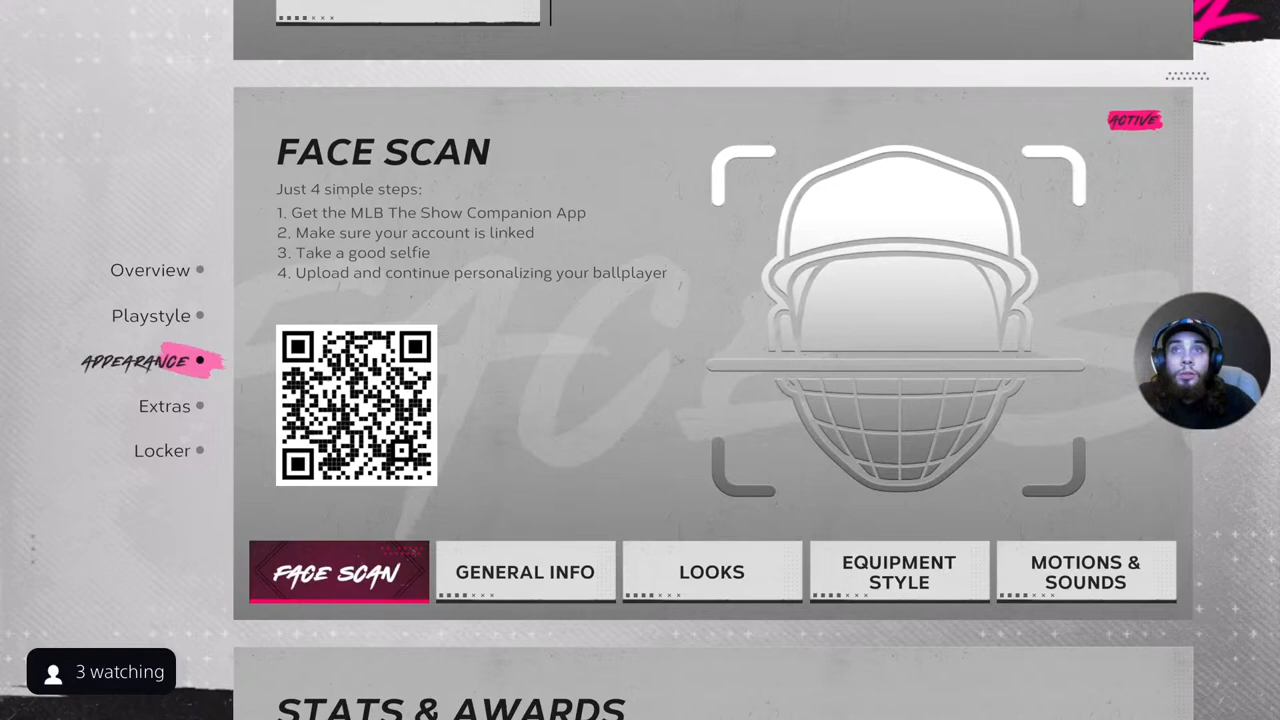 ACTIVE
FACE SCAN
Just 4 simple steps:
1. Get the MLB The Show Companion App
2. Make sure your account is linked
3. Take a good selfie
4. Upload and continue personalizing your ballplayer
Overview
Playstyle
APPEARANCE
Extras
Locker
FACES
FACE SCAN
GENERAL INFO
LOOKS
EQUIPMENT
STYLE
MOTIONS &
SOUNDS
3 watching
STATS & AWARDS